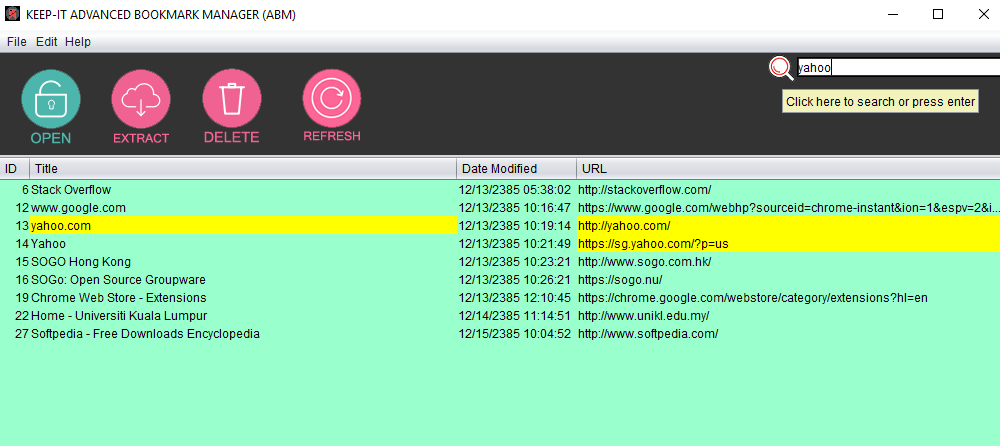 KEEP-IT ADVANCED BOOKMARK MANAGER (ABM)
File Edit Help
yahoo
Click here to search or press enter
OPEN EXTRACT DELETE REFRESH
ID Title Date Modified URL
6 Stack Overflow 12/13/2385 05:38:02 http://stackoverflow.com/
12 www.google.com 12/13/2385 10:16:47 https://www.google.com/webhp?sourceid=chrome-instant&ion=1&espv=2&i...
13 yahoo.com 12/13/2385 10:19:14 http://yahoo.com/
14 Yahoo 12/13/2385 10:21:49 https://sg.yahoo.com/?p=us
15 SOGO Hong Kong 12/13/2385 10:23:21 http://www.sogo.com.hk/
16 SOGo: Open Source Groupware 12/13/2385 10:26:21 https://sogo.nu/
19 Chrome Web Store - Extensions 12/13/2385 12:10:45 https://chrome.google.com/webstore/category/extensions?hl=en
22 Home - Universiti Kuala Lumpur 12/14/2385 11:14:51 http://www.unikl.edu.my/
27 Softpedia - Free Downloads Encyclopedia 12/15/2385 10:04:52 http://www.softpedia.com/